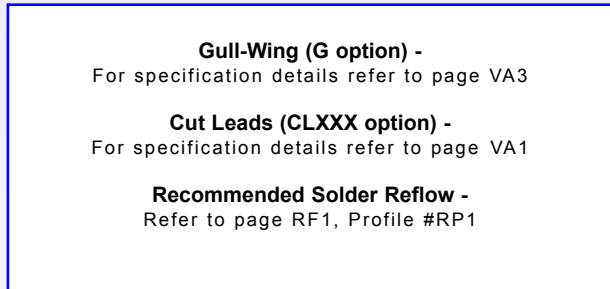 Gull-Wing (G option) -
For specification details refer to page VA3
Cut Leads (CLXXX option) -
For specification details refer to page VA1
Recommended Solder Reflow -
Refer to page RF1, Profile #RP1